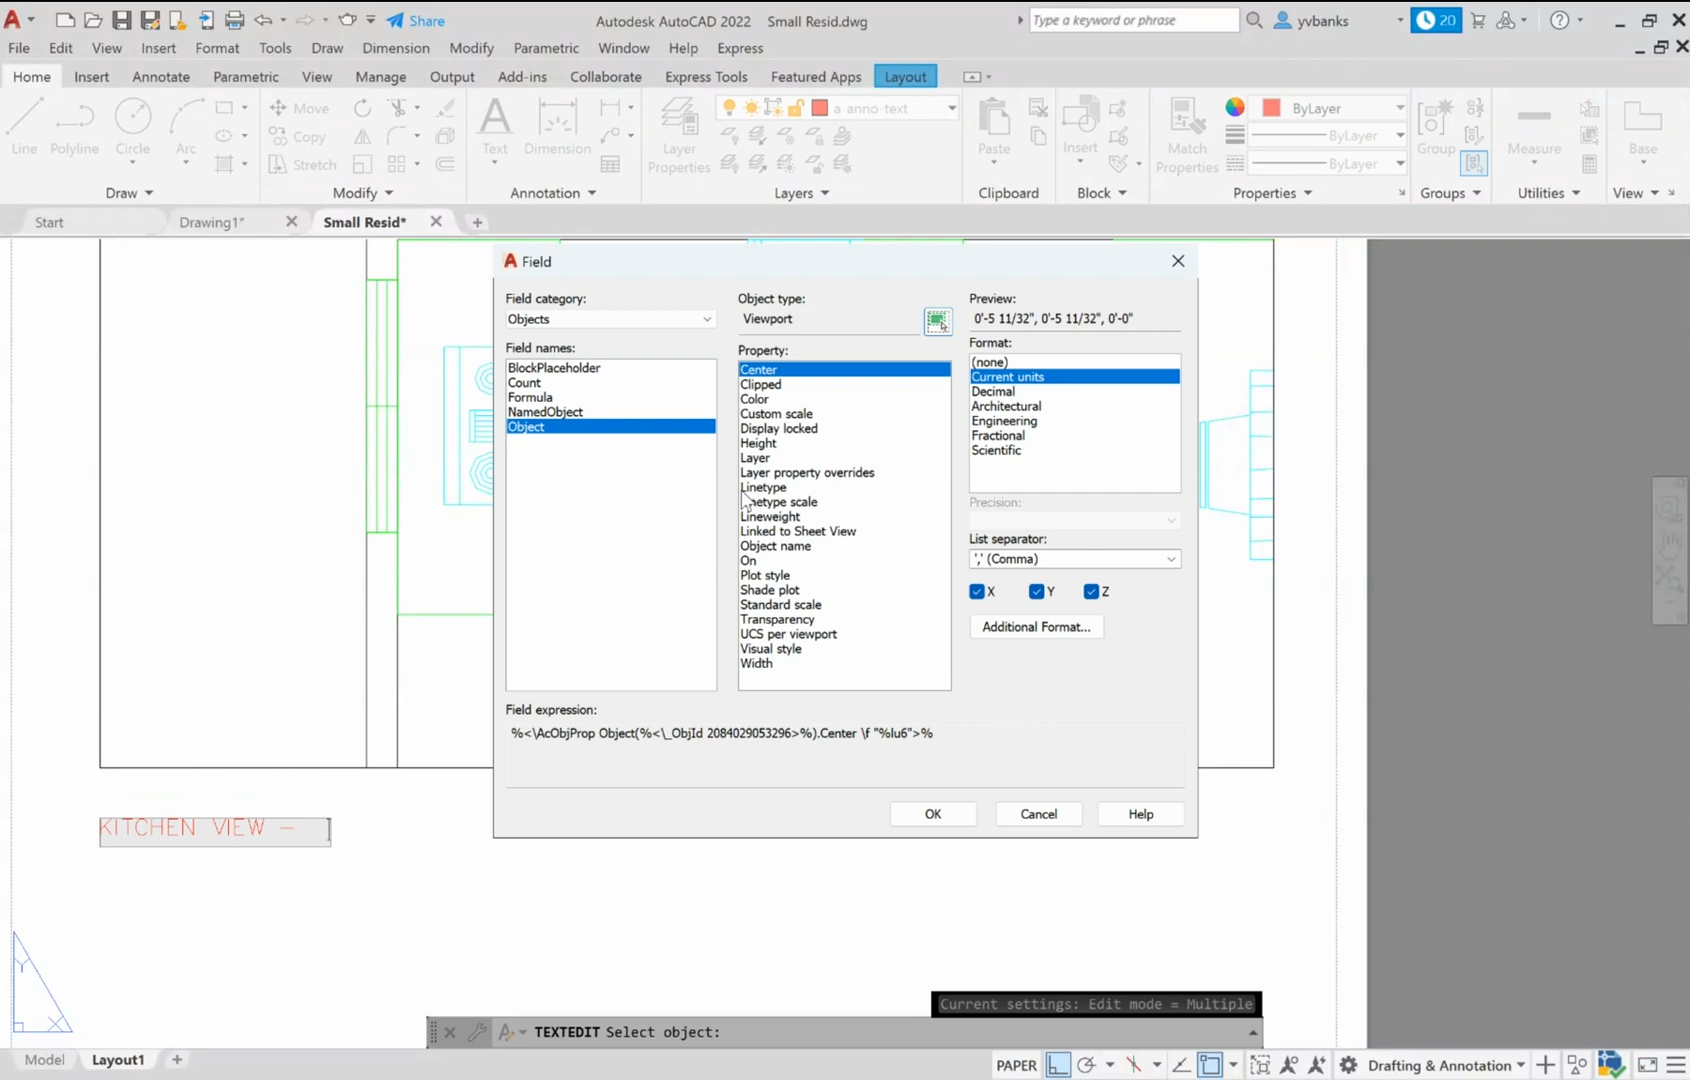 Share
Autodesk AutoCAD 2022 Small Resid.dwg
Type a keyword or phrase
yvbanks
20
File Edit View Insert Format Tools Draw Dimension Modify Parametric Window Help Express
Home Insert Annotate Parametric View Manage Output Add-ins Collaborate Express Tools Featured Apps Layout
Line
Polyline
Circle
Arc
Move
Copy
Stretch
Text
Dimension
Layer
Properties
a-anno-text
Paste
Insert
Match
Properties
ByLayer
ByLayer
ByLayer
Group
Measure
Base
Draw Modify Annotation Layers Clipboard Block Properties Groups Utilities View
Start Drawing1* Small Resid*
Field
Field category:
Objects
Field names:
BlockPlaceholder
Count
Formula
NamedObject
Object
Object type:
Viewport
Property:
Center
Clipped
Color
Custom scale
Display locked
Height
Layer
Layer property overrides
Linetype
Linetype scale
Lineweight
Linked to Sheet View
Object name
On
Plot style
Shade plot
Standard scale
Transparency
UCS per viewport
Visual style
Width
Preview:
0'-5 11/32", 0'-5 11/32", 0'-0"
Format:
(none)
Current units
Decimal
Architectural
Engineering
Fractional
Scientific
Precision:
List separator:
',' (Comma)
X Y Z
Additional Format...
Field expression:
%<\AcObjProp Object(%<\_ObjId 2084029053296>%).Center \f "%lu6">%
OK Cancel Help
KITCHEN VIEW –
Y
X
Current settings: Edit mode = Multiple
TEXTEDIT Select object:
Model Layout1
PAPER
Drafting & Annotation